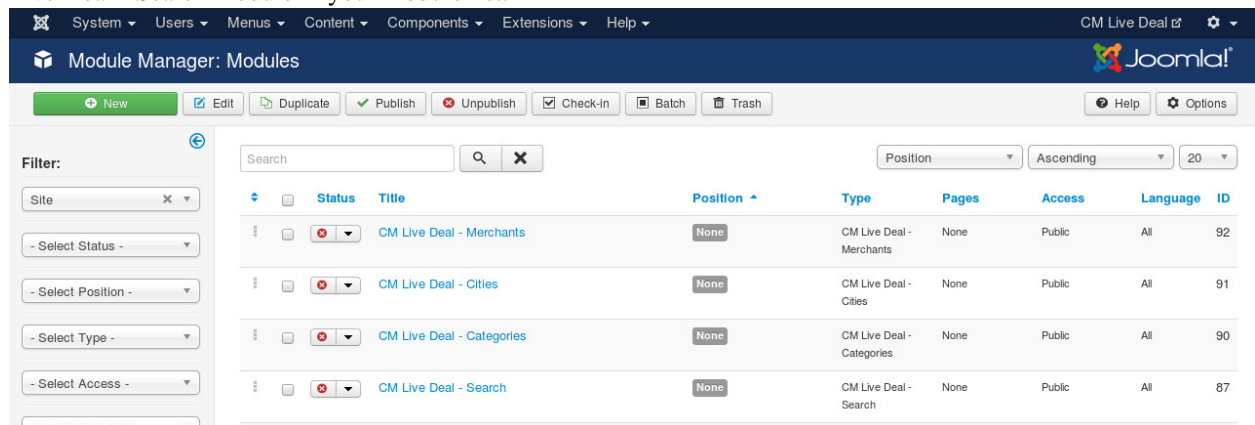 System Users Menus Content Components Extensions Help CM Live Deal
Module Manager: Modules Joomla!
New Edit Duplicate Publish Unpublish Check-in Batch Trash Help Options
Filter:
Search Position Ascending 20
Site
Status Title Position Type Pages Access Language ID
- Select Status -
CM Live Deal - Merchants None CM Live Deal - Merchants None Public All 92
- Select Position -
CM Live Deal - Cities None CM Live Deal - Cities None Public All 91
- Select Type -
CM Live Deal - Categories None CM Live Deal - Categories None Public All 90
- Select Access -
CM Live Deal - Search None CM Live Deal - Search None Public All 87